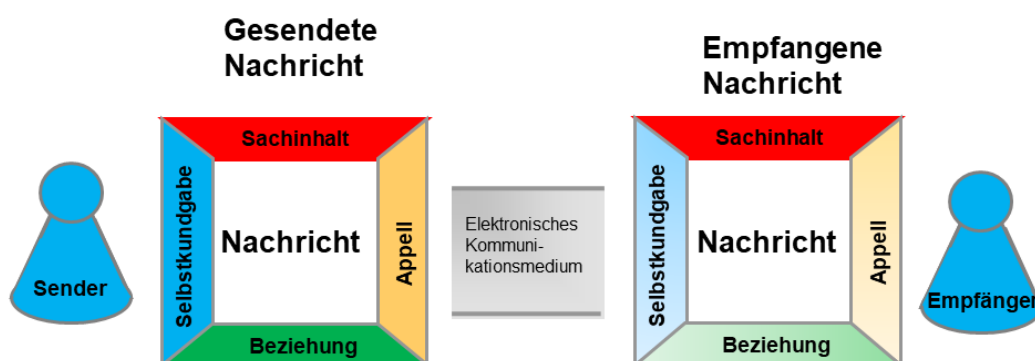 Gesendete
Nachricht
Empfangene
Nachricht
Sachinhalt
Selbstkundgabe
Nachricht
Appell
Beziehung
Sender
Elektronisches
Kommuni-
kationsmedium
Sachinhalt
Selbstkundgabe
Nachricht
Appell
Beziehung
Empfänger